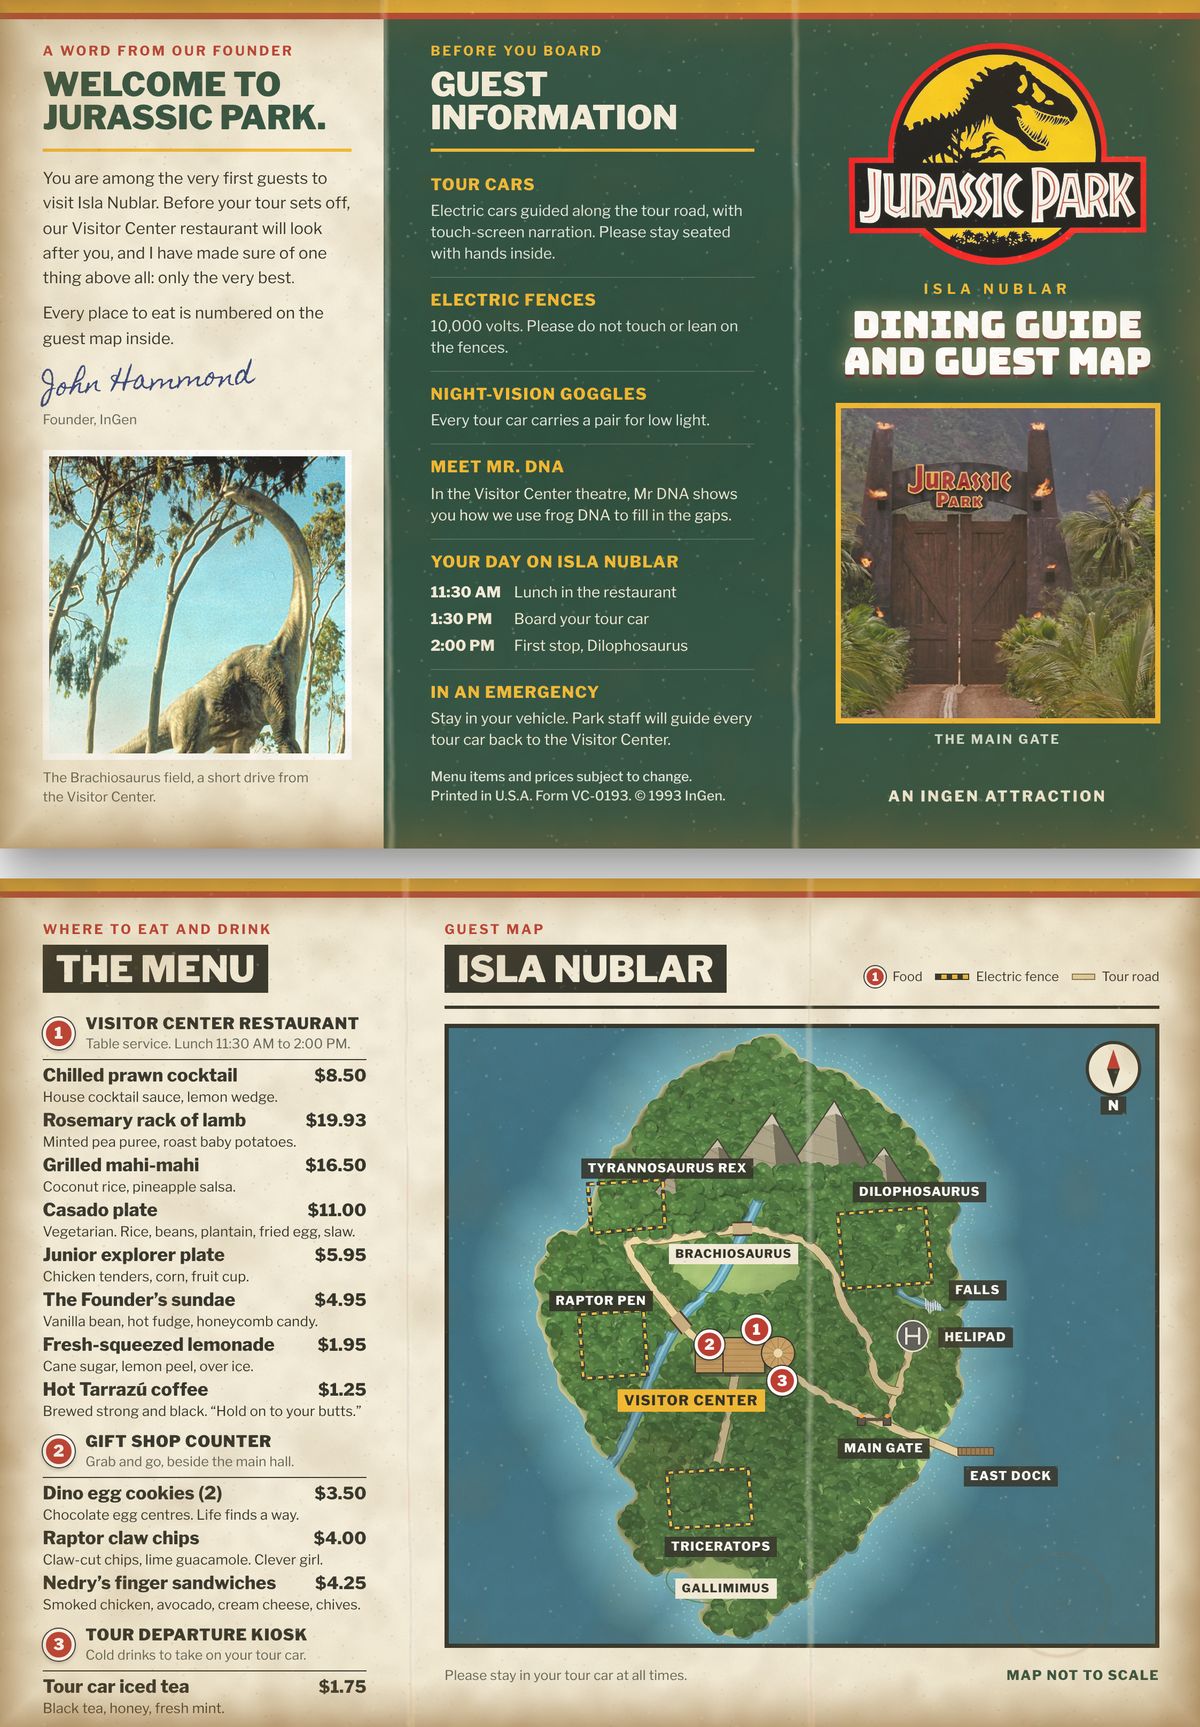 A WORD FROM OUR FOUNDER
WELCOME TO
JURASSIC PARK.
You are among the very first guests to
visit Isla Nublar. Before your tour sets off,
our Visitor Center restaurant will look
after you, and I have made sure of one
thing above all: only the very best.
Every place to eat is numbered on the
guest map inside.
John Hammond
Founder, InGen
The Brachiosaurus field, a short drive from
the Visitor Center.
BEFORE YOU BOARD
GUEST
INFORMATION
TOUR CARS
Electric cars guided along the tour road, with
touch-screen narration. Please stay seated
with hands inside.
ELECTRIC FENCES
10,000 volts. Please do not touch or lean on
the fences.
NIGHT-VISION GOGGLES
Every tour car carries a pair for low light.
MEET MR. DNA
In the Visitor Center theatre, Mr DNA shows
you how we use frog DNA to fill in the gaps.
YOUR DAY ON ISLA NUBLAR
11:30 AM Lunch in the restaurant
1:30 PM Board your tour car
2:00 PM First stop, Dilophosaurus
IN AN EMERGENCY
Stay in your vehicle. Park staff will guide every
tour car back to the Visitor Center.
Menu items and prices subject to change.
Printed in U.S.A. Form VC-0193. © 1993 InGen.
JURASSIC PARK
ISLA NUBLAR
DINING GUIDE
AND GUEST MAP
JURASSIC
PARK
THE MAIN GATE
AN INGEN ATTRACTION
WHERE TO EAT AND DRINK
THE MENU
1 VISITOR CENTER RESTAURANT
Table service. Lunch 11:30 AM to 2:00 PM.
Chilled prawn cocktail $8.50
House cocktail sauce, lemon wedge.
Rosemary rack of lamb $19.93
Minted pea puree, roast baby potatoes.
Grilled mahi-mahi $16.50
Coconut rice, pineapple salsa.
Casado plate $11.00
Vegetarian. Rice, beans, plantain, fried egg, slaw.
Junior explorer plate $5.95
Chicken tenders, corn, fruit cup.
The Founder’s sundae $4.95
Vanilla bean, hot fudge, honeycomb candy.
Fresh-squeezed lemonade $1.95
Cane sugar, lemon peel, over ice.
Hot Tarrazú coffee $1.25
Brewed strong and black. “Hold on to your butts.”
2 GIFT SHOP COUNTER
Grab and go, beside the main hall.
Dino egg cookies (2) $3.50
Chocolate egg centres. Life finds a way.
Raptor claw chips $4.00
Claw-cut chips, lime guacamole. Clever girl.
Nedry’s finger sandwiches $4.25
Smoked chicken, avocado, cream cheese, chives.
3 TOUR DEPARTURE KIOSK
Cold drinks to take on your tour car.
Tour car iced tea $1.75
Black tea, honey, fresh mint.
GUEST MAP
ISLA NUBLAR
1 Food Electric fence Tour road
N
TYRANNOSAURUS REX
DILOPHOSAURUS
BRACHIOSAURUS
FALLS
RAPTOR PEN
1
2
HELIPAD
H
3
VISITOR CENTER
MAIN GATE
EAST DOCK
TRICERATOPS
GALLIMIMUS
Please stay in your tour car at all times.
MAP NOT TO SCALE